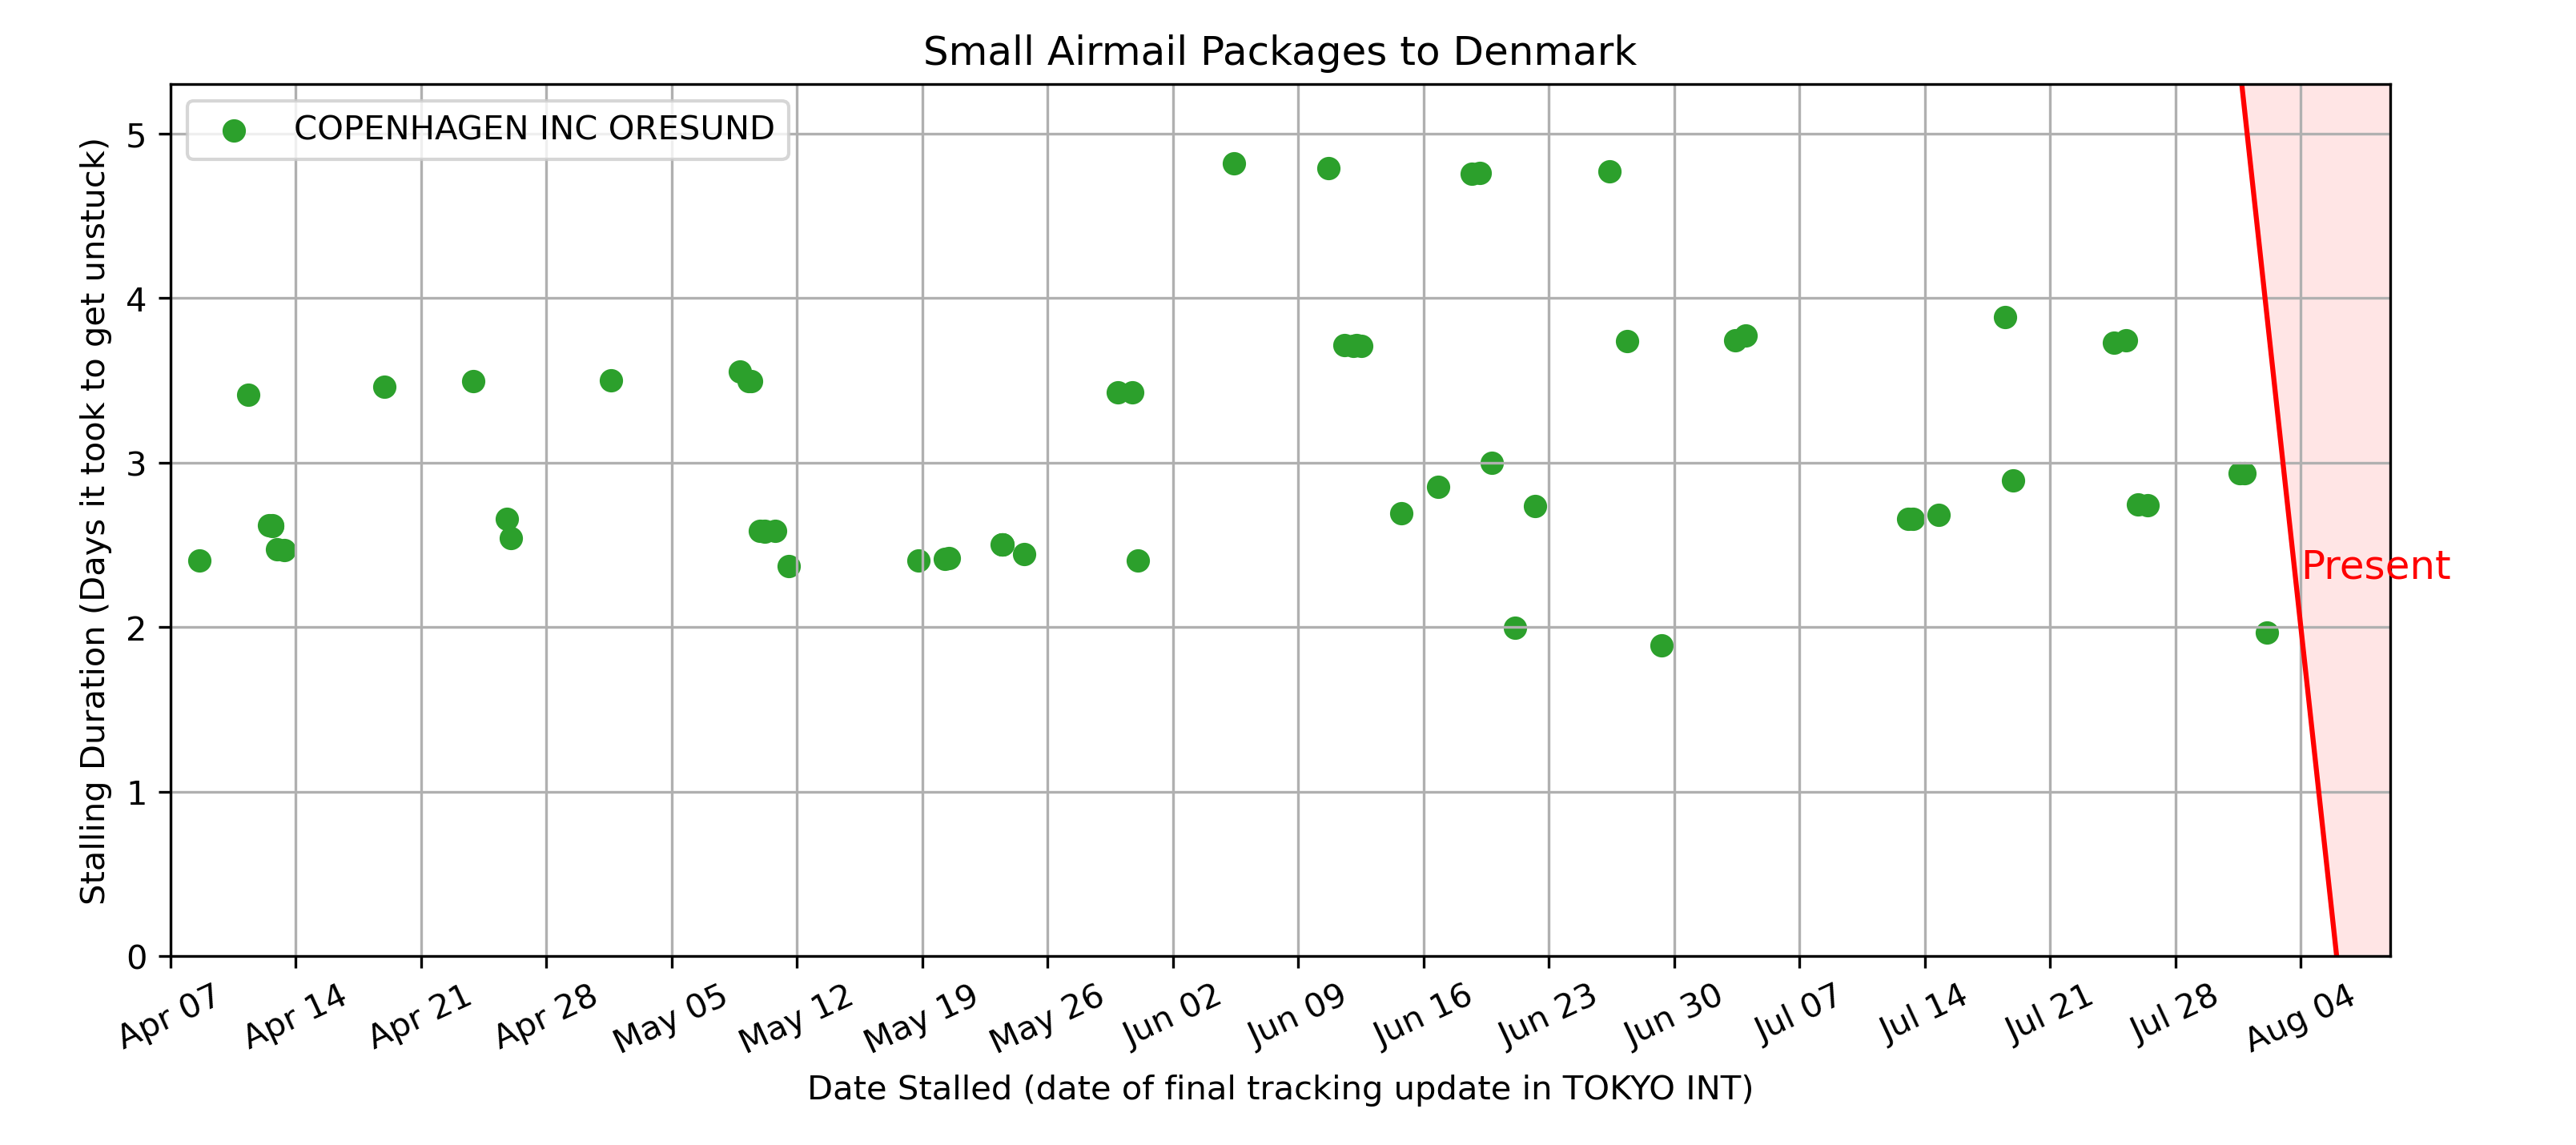 Small Airmail Packages to Denmark
COPENHAGEN INC ORESUND
Stalling Duration (Days it took to get unstuck)
5
4
3
2
1
0
Present
Apr 07
Apr 14
Apr 21
Apr 28
May 05
May 12
May 19
May 26
Jun 02
Jun 09
Jun 16
Jun 23
Jun 30
Jul 07
Jul 14
Jul 21
Jul 28
Aug 04
Date Stalled (date of final tracking update in TOKYO INT)